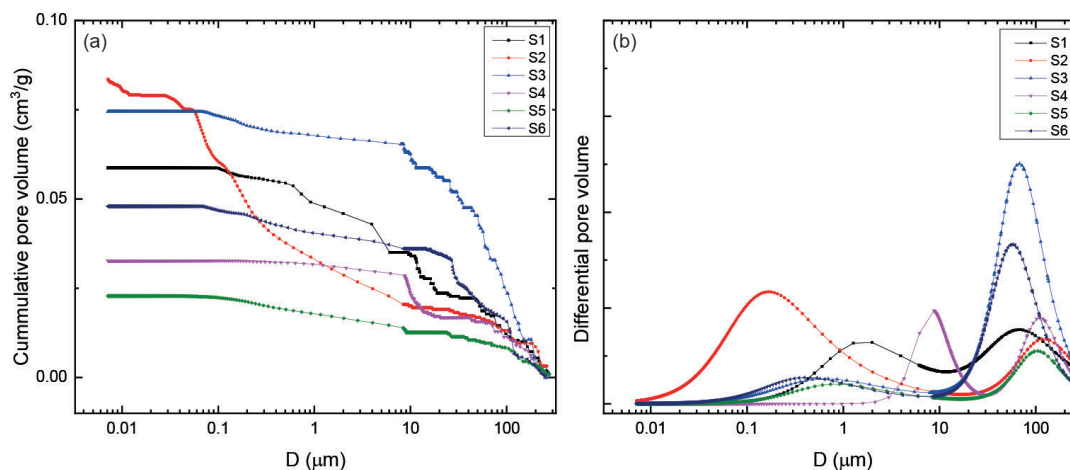 (a)
S1
S2
S3
S4
S5
S6
0.10
0.05
0.00
Cummulative pore volume (cm³/g)
0.01
0.1
1
10
100
D (μm)
(b)
S1
S2
S3
S4
S5
S6
Differential pore volume
0.01
0.1
1
10
100
D (μm)